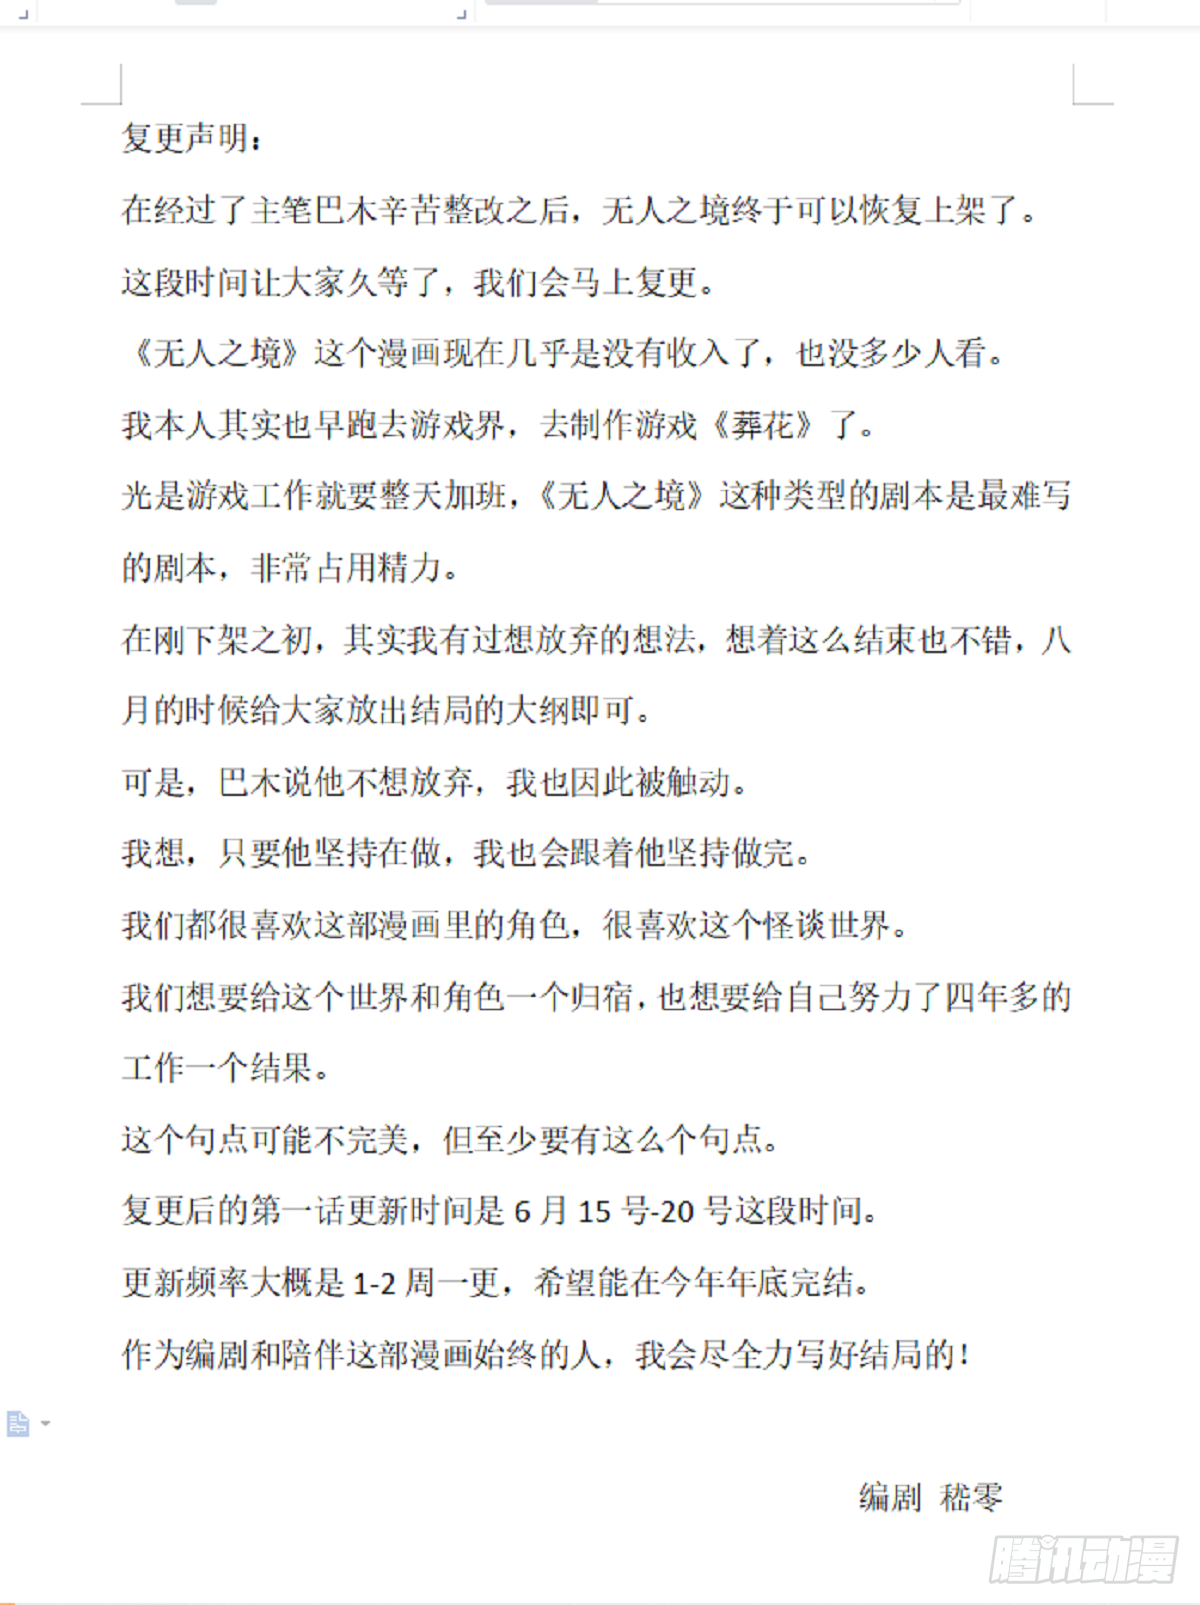 复更声明：
在经过了主笔巴木辛苦整改之后，无人之境终于可以恢复上架了。
这段时间让大家久等了，我们会马上复更。
《无人之境》这个漫画现在几乎是没有收入了，也没多少人看。
我本人其实也早跑去游戏界，去制作游戏《葬花》了。
光是游戏工作就要整天加班，《无人之境》这种类型的剧本是最难写
的剧本，非常占用精力。
在刚下架之初，其实我有过想放弃的想法，想着这么结束也不错，八
月的时候给大家放出结局的大纲即可。
可是，巴木说他不想放弃，我也因此被触动。
我想，只要他坚持在做，我也会跟着他坚持做完。
我们都很喜欢这部漫画里的角色，很喜欢这个怪谈世界。
我们想要给这个世界和角色一个归宿，也想要给自己努力了四年多的
工作一个结果。
这个句点可能不完美，但至少要有这么个句点。
复更后的第一话更新时间是 6 月 15 号-20 号这段时间。
更新频率大概是 1-2 周一更，希望能在今年年底完结。
作为编剧和陪伴这部漫画始终的人，我会尽全力写好结局的！
编� 嵇零
腾讯动漫